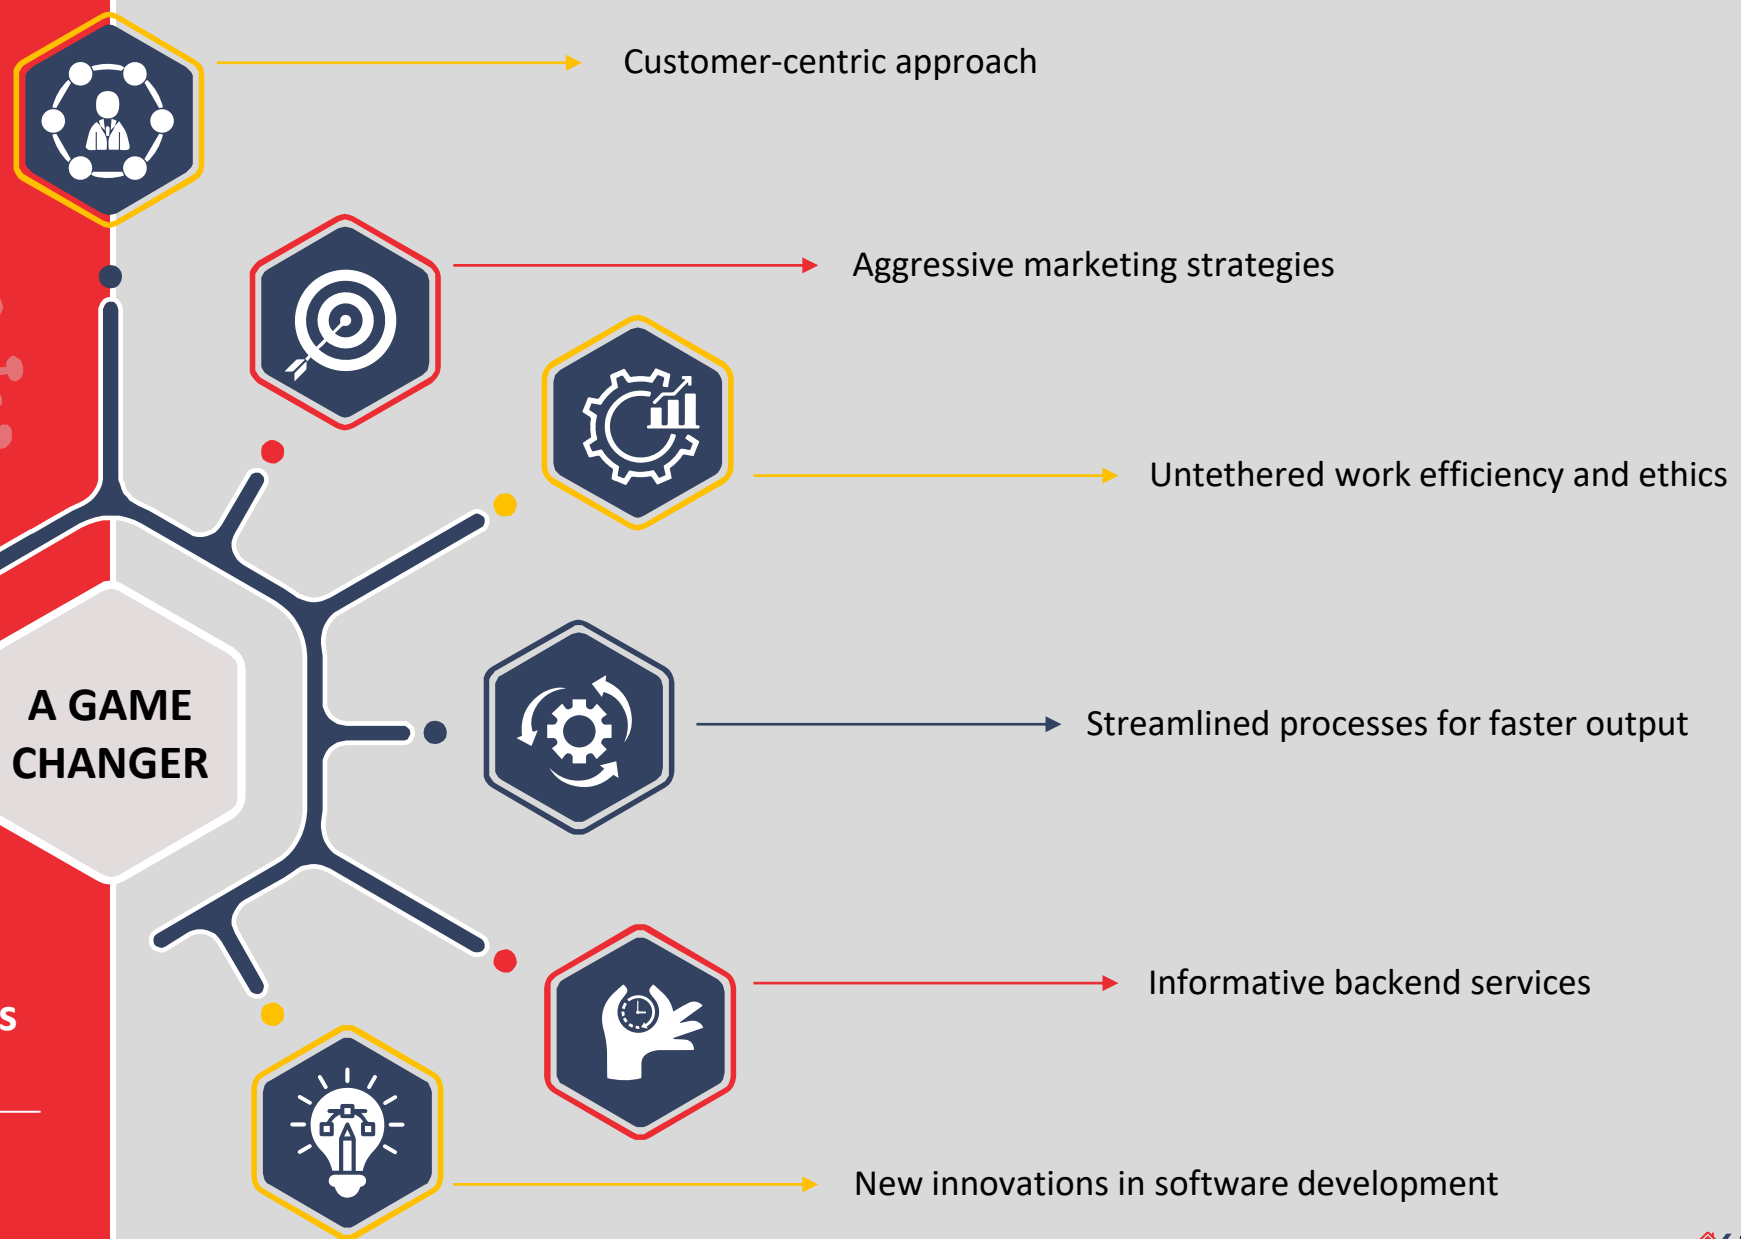 Customer-centric approach
Aggressive marketing strategies
Untethered work efficiency and ethics
A GAME
CHANGER
Streamlined processes for faster output
Informative backend services
s
New innovations in software development